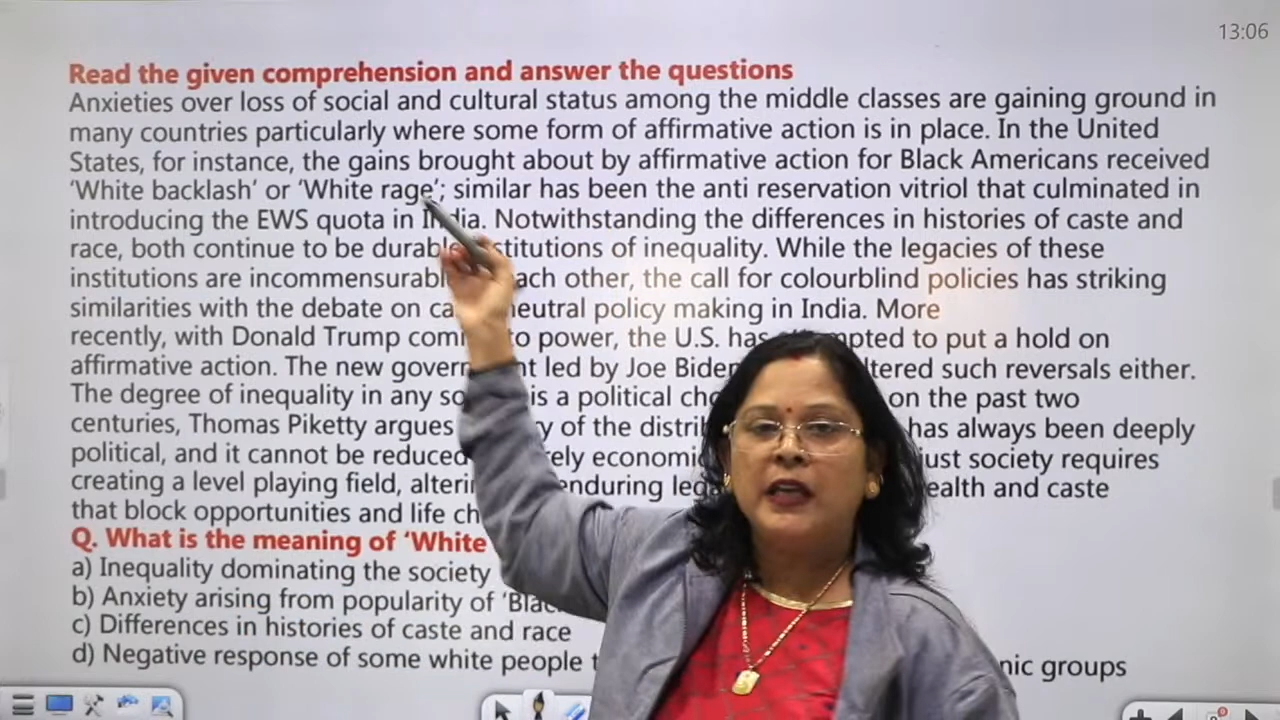 13:06
Read the given comprehension and answer the questions
Anxieties over loss of social and cultural status among the middle classes are gaining ground in
many countries particularly where some form of affirmative action is in place. In the United
States, for instance, the gains brought about by affirmative action for Black Americans received
'White backlash' or 'White rage'; similar has been the anti reservation vitriol that culminated in
introducing the EWS quota in India. Notwithstanding the differences in histories of caste and
race, both continue to be durable institutions of inequality. While the legacies of these
institutions are incommensurable each other, the call for colourblind policies has striking
similarities with the debate on neutral policy making in India. More
recently, with Donald Trump to power, the U.S. has attempted to put a hold on
affirmative action. The new government led by Joe Biden such reversals either.
The degree of inequality in any is a political on the past two
centuries, Thomas Piketty argues of the has always been deeply
political, and it cannot be reduced just society requires
creating a level playing field, enduring and caste
that block opportunities and life
Q. What is the meaning of 'White
a) Inequality dominating the society
b) Anxiety arising from popularity of
c) Differences in histories of caste and race
d) Negative response of some white people groups